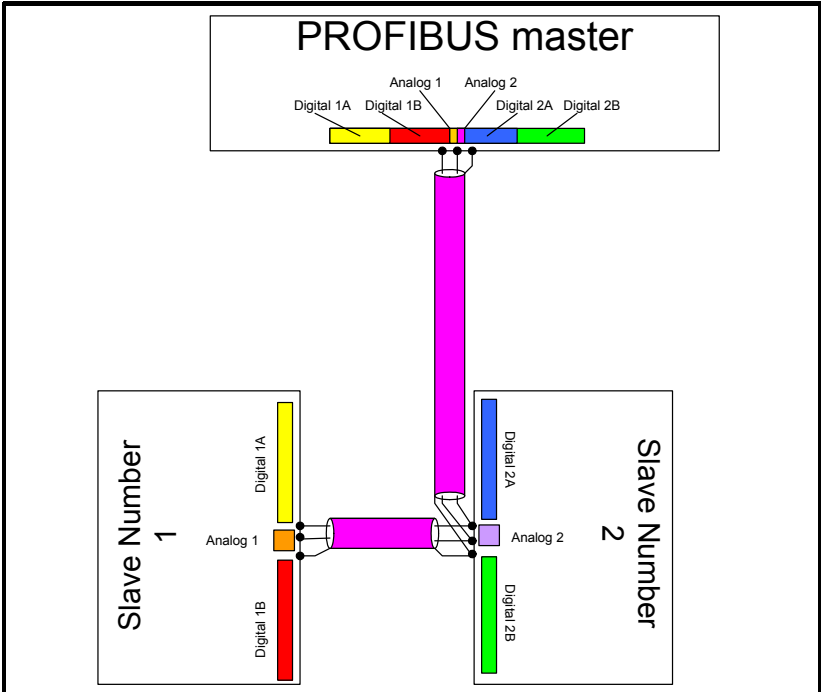 PROFIBUS master
Analog 1
Analog 2
Digital 1A
Digital 1B
Digital 2A
Digital 2B
Slave Number
1
Digital 1A
Analog 1
Digital 1B
Digital 2A
Analog 2
Digital 2B
Slave Number
2